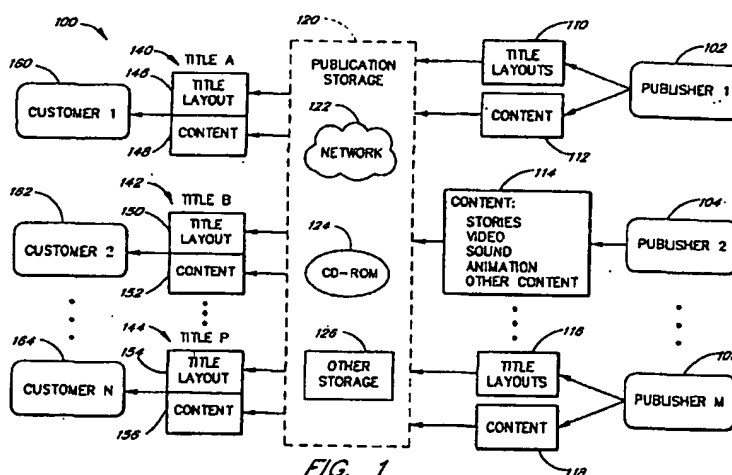 100
160
CUSTOMER 1
140
TITLE A
146
TITLE
LAYOUT
CONTENT
148
120
PUBLICATION
STORAGE
122
NETWORK
110
TITLE
LAYOUTS
CONTENT
112
102
PUBLISHER 1
162
CUSTOMER 2
142
TITLE B
150
TITLE
LAYOUT
CONTENT
152
124
CD-ROM
114
CONTENT:
STORIES
VIDEO
SOUND
ANIMATION
OTHER CONTENT
104
PUBLISHER 2
164
CUSTOMER N
144
TITLE P
154
TITLE
LAYOUT
CONTENT
156
126
OTHER
STORAGE
116
TITLE
LAYOUTS
CONTENT
118
PUBLISHER M
FIG. 1